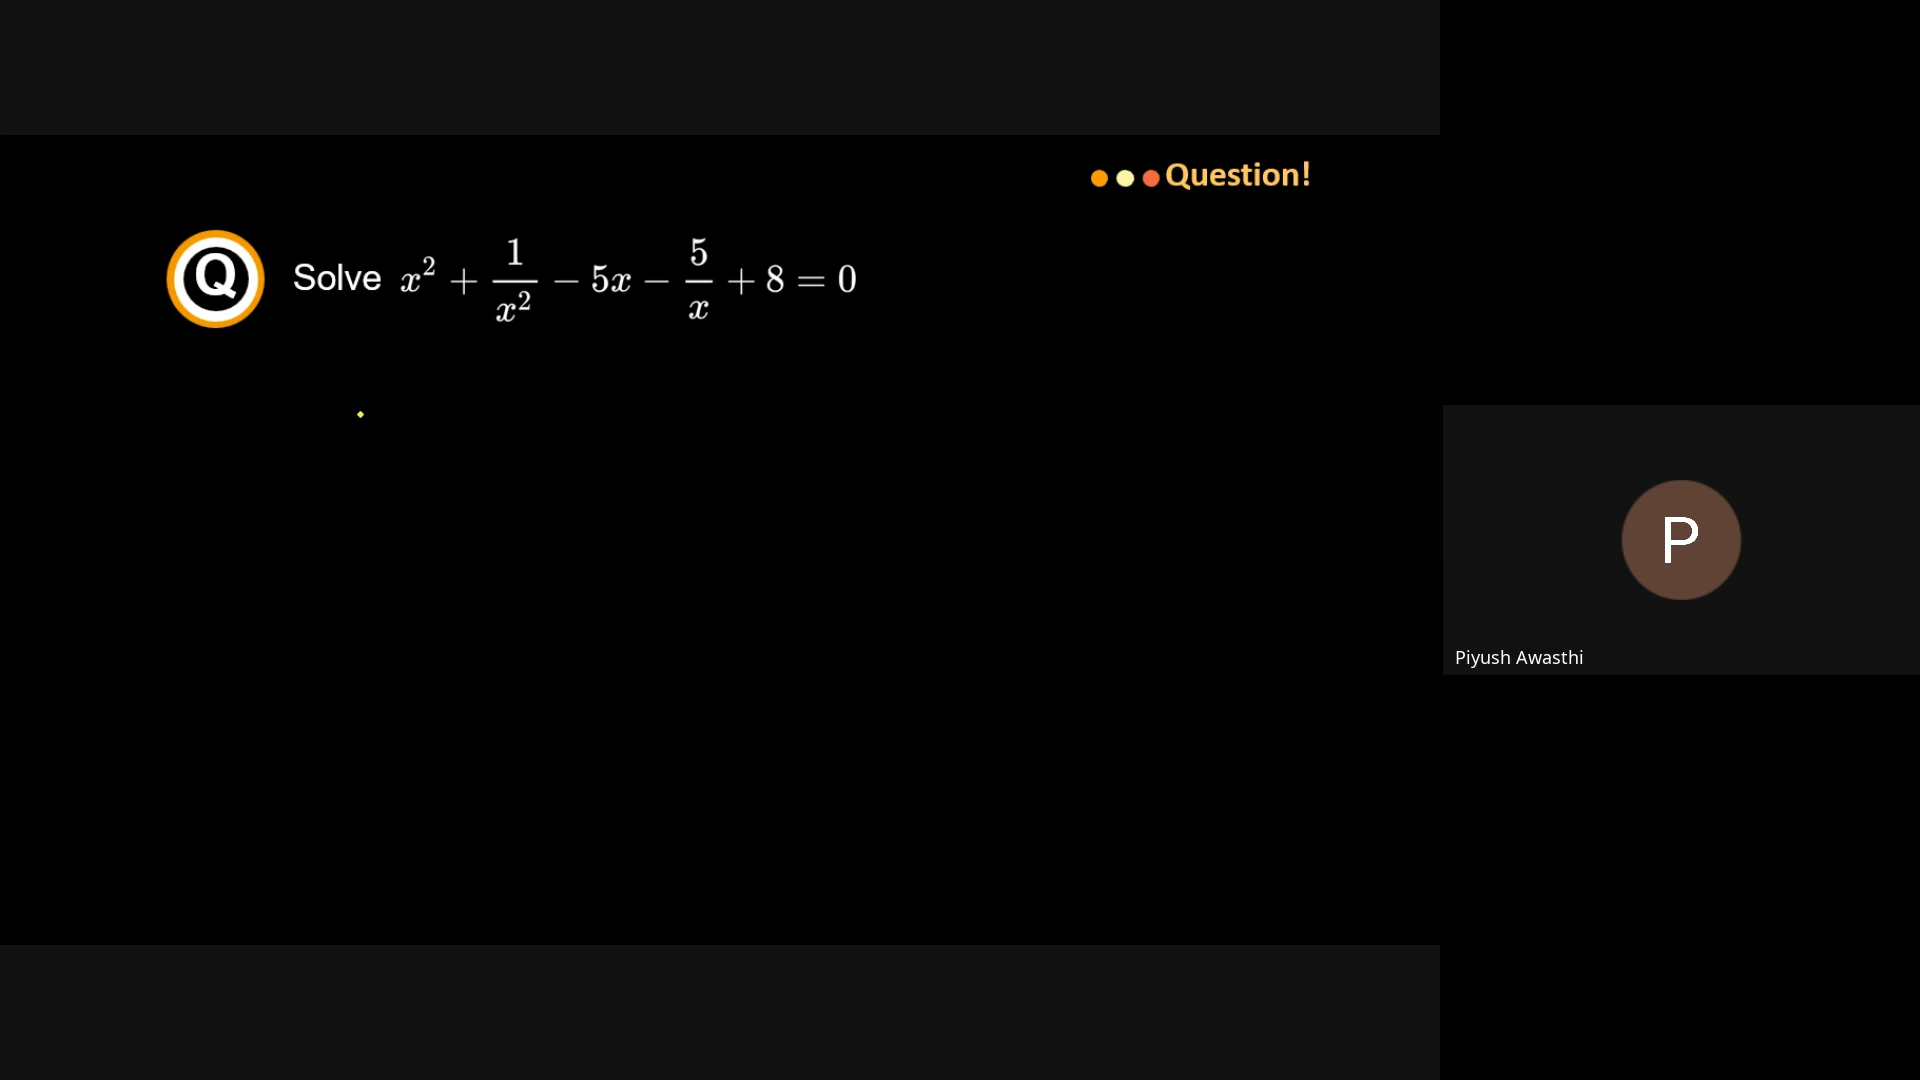 Question!
Q
Solve x² + 1/x² − 5x − 5/x + 8 = 0
P
Piyush Awasthi